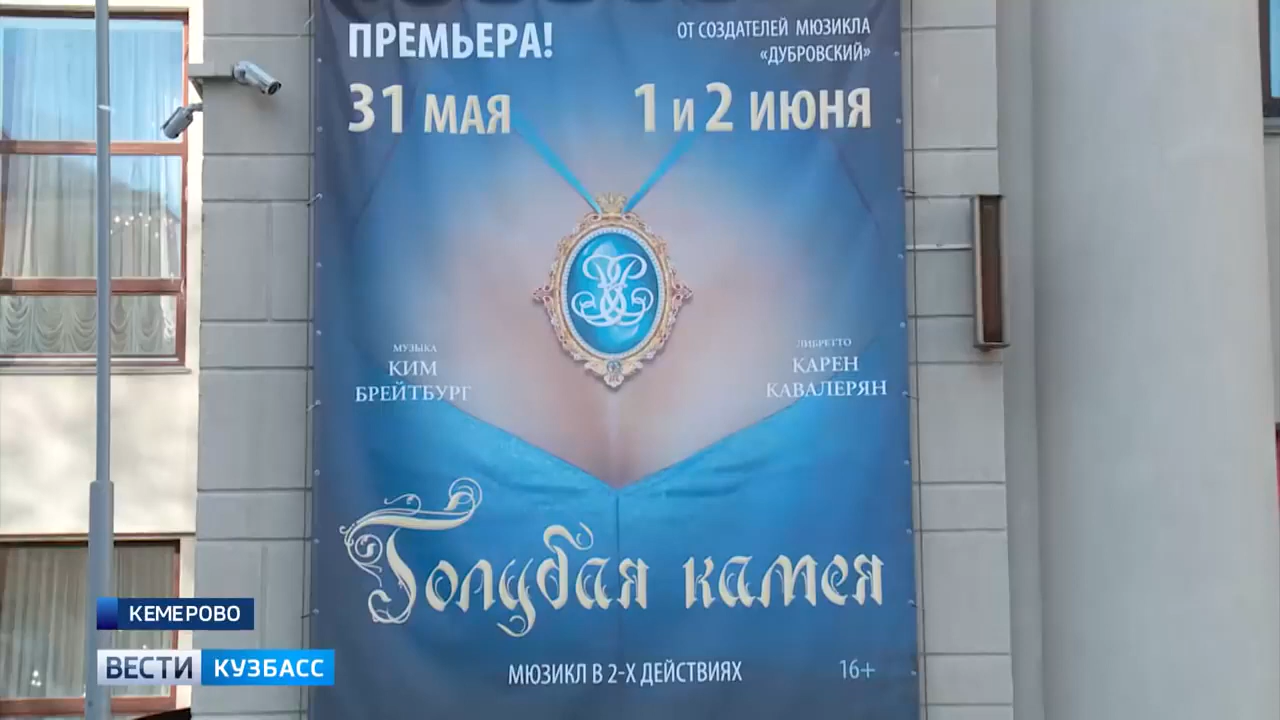 ПРЕМЬЕРА!
ОТ СОЗДАТЕЛЕЙ МЮЗИКЛА
«ДУБРОВСКИЙ»
31 МАЯ
1 И 2 ИЮНЯ
МУЗЫКА
КИМ
БРЕЙТБУРГ
ЛИБРЕТТО
КАРЕН
КАВАЛЕРЯН
Голубая камея
МЮЗИКЛ В 2-Х ДЕЙСТВИЯХ
16+
КЕМЕРОВО
ВЕСТИ КУЗБАСС